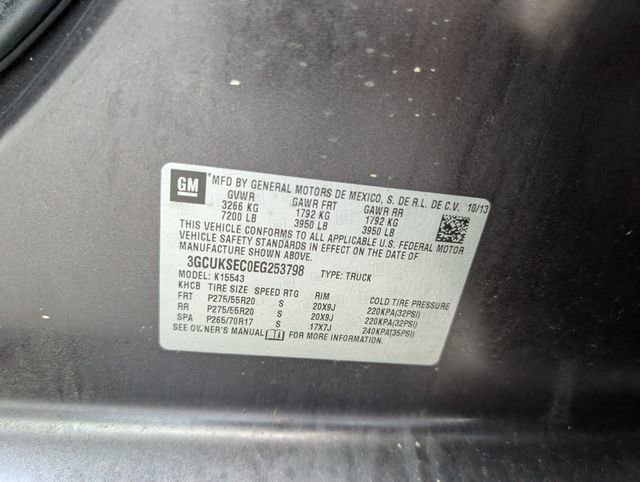 GM MFD BY GENERAL MOTORS DE MEXICO, S. DE R.L. DE C.V. 10/13
GVWR GAWR FRT GAWR RR
3266 KG 1792 KG 1792 KG
7200 LB 3950 LB 3950 LB
THIS VEHICLE CONFORMS TO ALL APPLICABLE U.S. FEDERAL MOTOR
VEHICLE SAFETY STANDARDS IN EFFECT ON THE DATE OF
MANUFACTURE SHOWN ABOVE.
3GCUKSEC0EG253798 TYPE: TRUCK
MODEL: K15543
KHCB TIRE SIZE SPEED RTG RIM COLD TIRE PRESSURE
FRT P275/55R20 S 20X9J 220KPA(32PSI)
RR P275/55R20 S 20X9J 220KPA(32PSI)
SPA P265/70R17 S 17X7J 240KPA(35PSI)
SEE OWNER'S MANUAL FOR MORE INFORMATION.